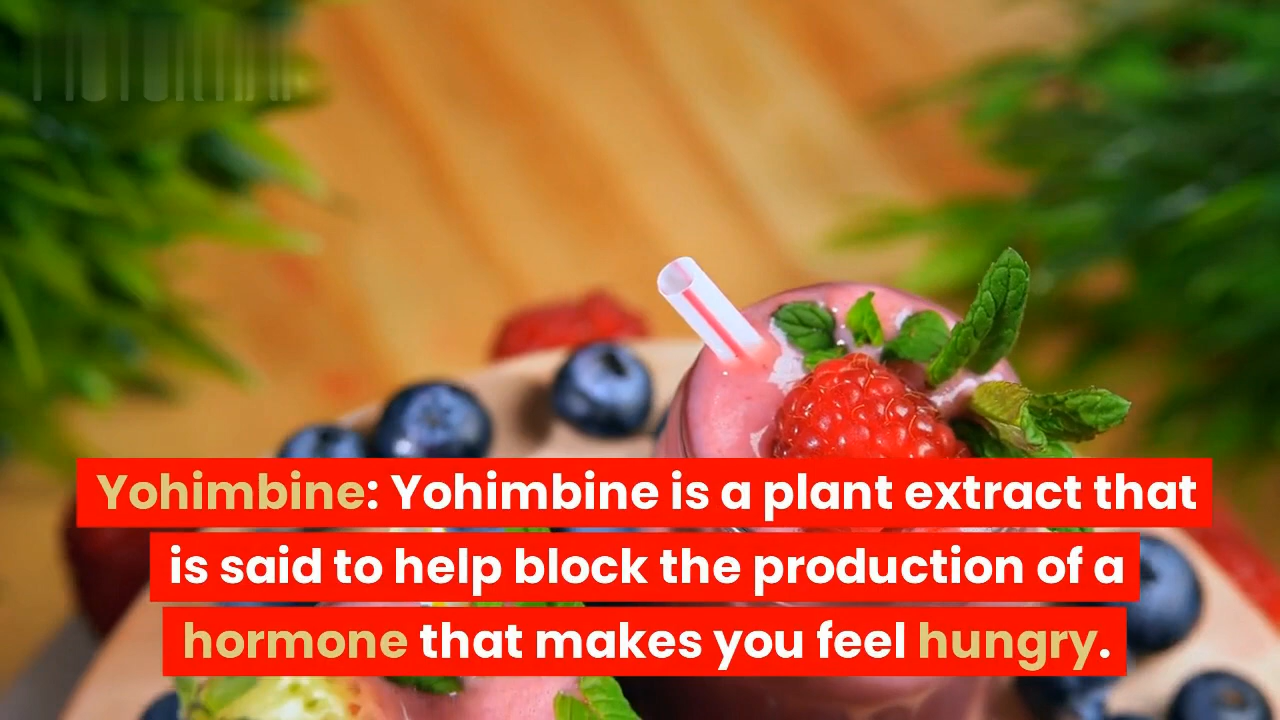 Yohimbine: Yohimbine is a plant extract that
is said to help block the production of a
hormone that makes you feel hungry.